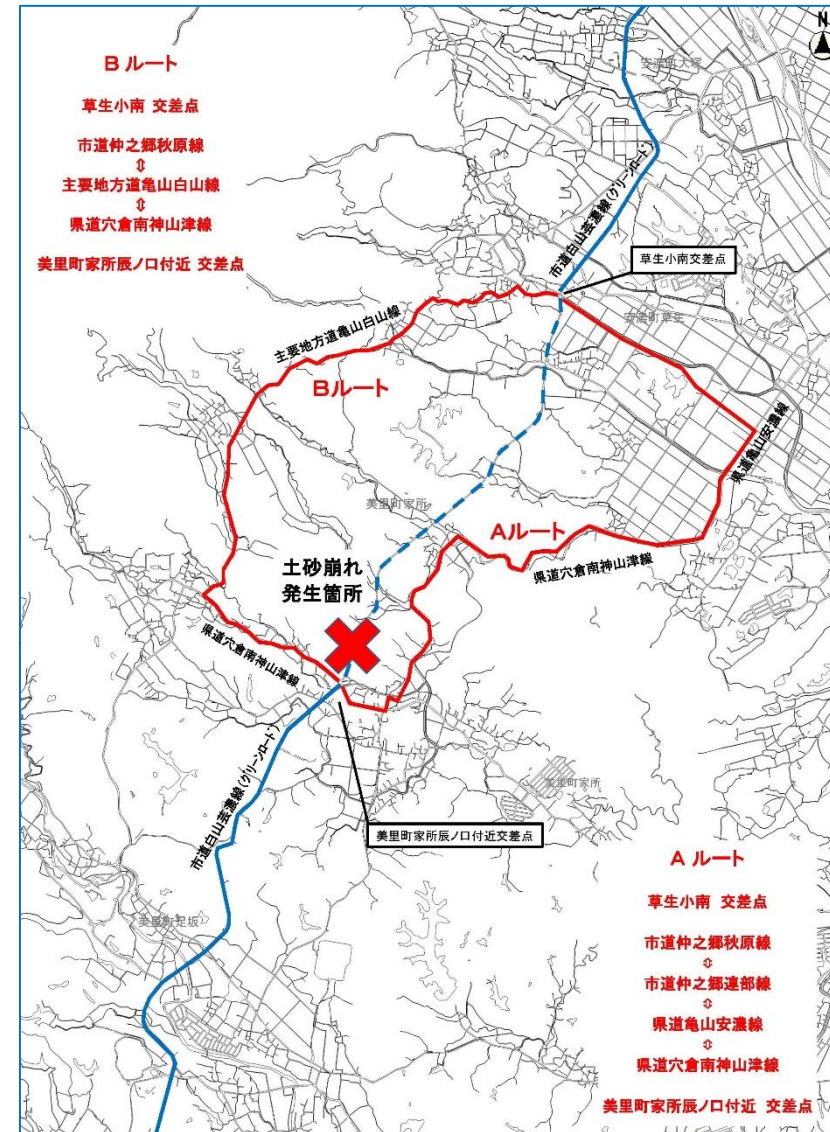 N
Bルート
草生小南 交差点
市道仲之郷秋原線
⇕
主要地方道亀山白山線
⇕
県道穴倉南神山津線
美里町家所辰ノ口付近 交差点
安濃町大塚
市道白山芸濃線(グリーンロード)
草生小南交差点
安濃町草生
主要地方道亀山白山線
Bルート
県道亀山安濃線
美里町家所
Aルート
県道穴倉南神山津線
土砂崩れ
発生箇所
県道穴倉南神山津線
市道白山芸濃線(グリーンロード)
美里町家所
美里町家所辰ノ口付近交差点
美里町足坂
Aルート
草生小南 交差点
市道仲之郷秋原線
⇕
市道仲之郷連部線
⇕
県道亀山安濃線
⇕
県道穴倉南神山津線
美里町家所辰ノ口付近 交差点